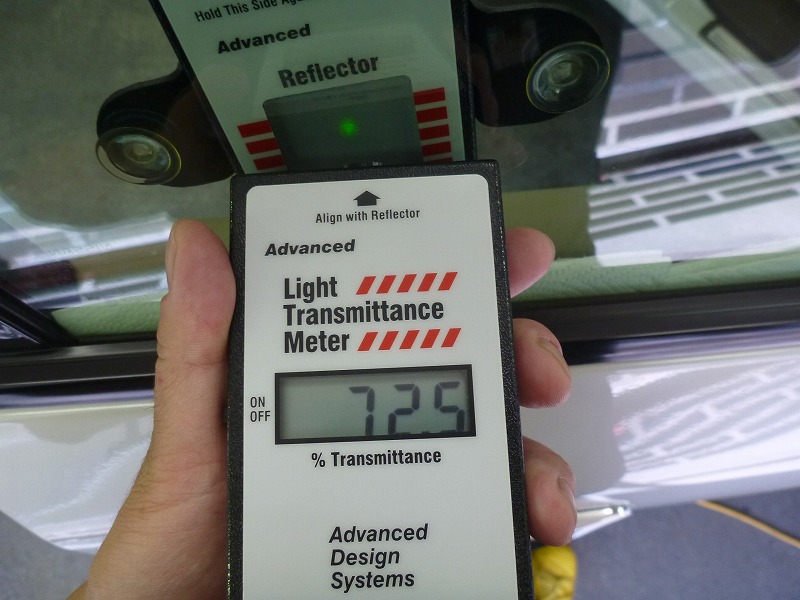 Hold This Side
Advanced
Reflector
Align with Reflector
Advanced
Light
Transmittance
Meter
72.5
ON
OFF
% Transmittance
Advanced
Design
Systems